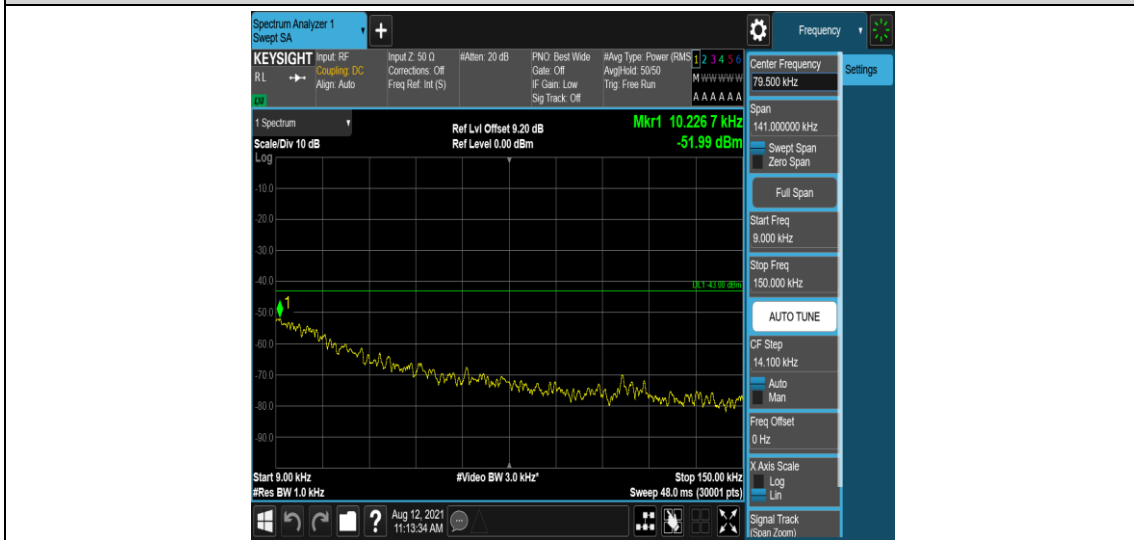 Spectrum Analyzer 1
Swept SA
+
Frequency
KEYSIGHT
RL
LXI
Input: RF
Coupling: DC
Align: Auto
Input Z: 50 Ω
Corrections: Off
Freq Ref: Int (S)
#Atten: 20 dB
PNO: Best Wide
Gate: Off
IF Gain: Low
Sig Track: Off
#Avg Type: Power (RMS
Avg|Hold: 50/50
Trig: Free Run
1 2 3 4 5 6
M W W W W W
A A A A A A
1 Spectrum
Scale/Div 10 dB
Ref Lvl Offset 9.20 dB
Ref Level 0.00 dBm
Mkr1 10.226 7 kHz
-51.99 dBm
Log
-10.0
-20.0
-30.0
-40.0
DL1 -43.00 dBm
1
-50.0
-60.0
-70.0
-80.0
-90.0
Start 9.00 kHz
#Video BW 3.0 kHz*
Stop 150.00 kHz
#Res BW 1.0 kHz
Sweep 48.0 ms (30001 pts)
?
Aug 12, 2021
11:13:34 AM
Center Frequency
79.500 kHz
Settings
Span
141.000000 kHz
Swept Span
Zero Span
Full Span
Start Freq
9.000 kHz
Stop Freq
150.000 kHz
AUTO TUNE
CF Step
14.100 kHz
Auto
Man
Freq Offset
0 Hz
X Axis Scale
Log
Lin
Signal Track
(Span Zoom)